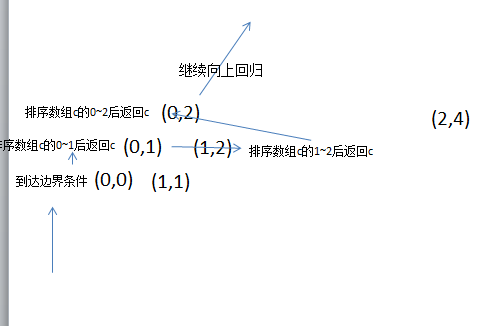 继续向上回归
排序数组c的0~2后返回c (0,2) (2,4)
序数组c的0~1后返回c (0,1) (1,2) 排序数组c的1~2后返回c
到达边界条件 (0,0) (1,1)